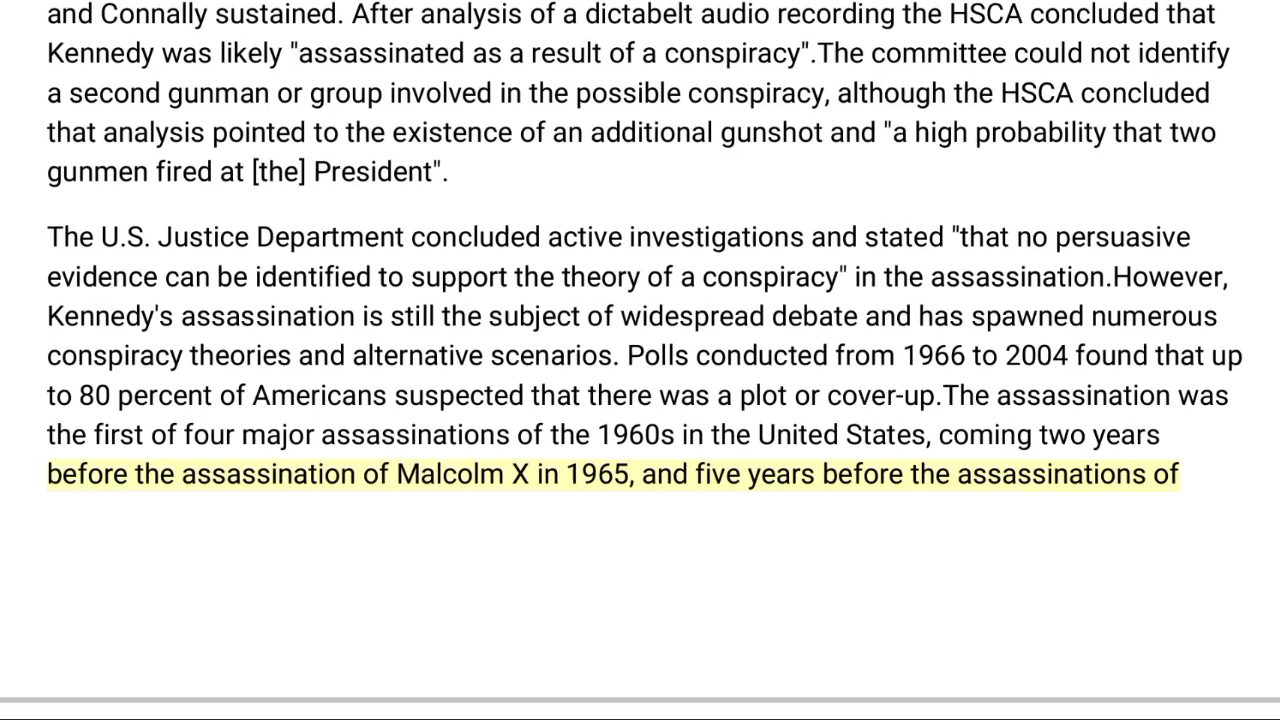 and Connally sustained. After analysis of a dictabelt audio recording the HSCA concluded that
Kennedy was likely "assassinated as a result of a conspiracy".The committee could not identify
a second gunman or group involved in the possible conspiracy, although the HSCA concluded
that analysis pointed to the existence of an additional gunshot and "a high probability that two
gunmen fired at [the] President".
The U.S. Justice Department concluded active investigations and stated "that no persuasive
evidence can be identified to support the theory of a conspiracy" in the assassination.However,
Kennedy's assassination is still the subject of widespread debate and has spawned numerous
conspiracy theories and alternative scenarios. Polls conducted from 1966 to 2004 found that up
to 80 percent of Americans suspected that there was a plot or cover-up.The assassination was
the first of four major assassinations of the 1960s in the United States, coming two years
before the assassination of Malcolm X in 1965, and five years before the assassinations of